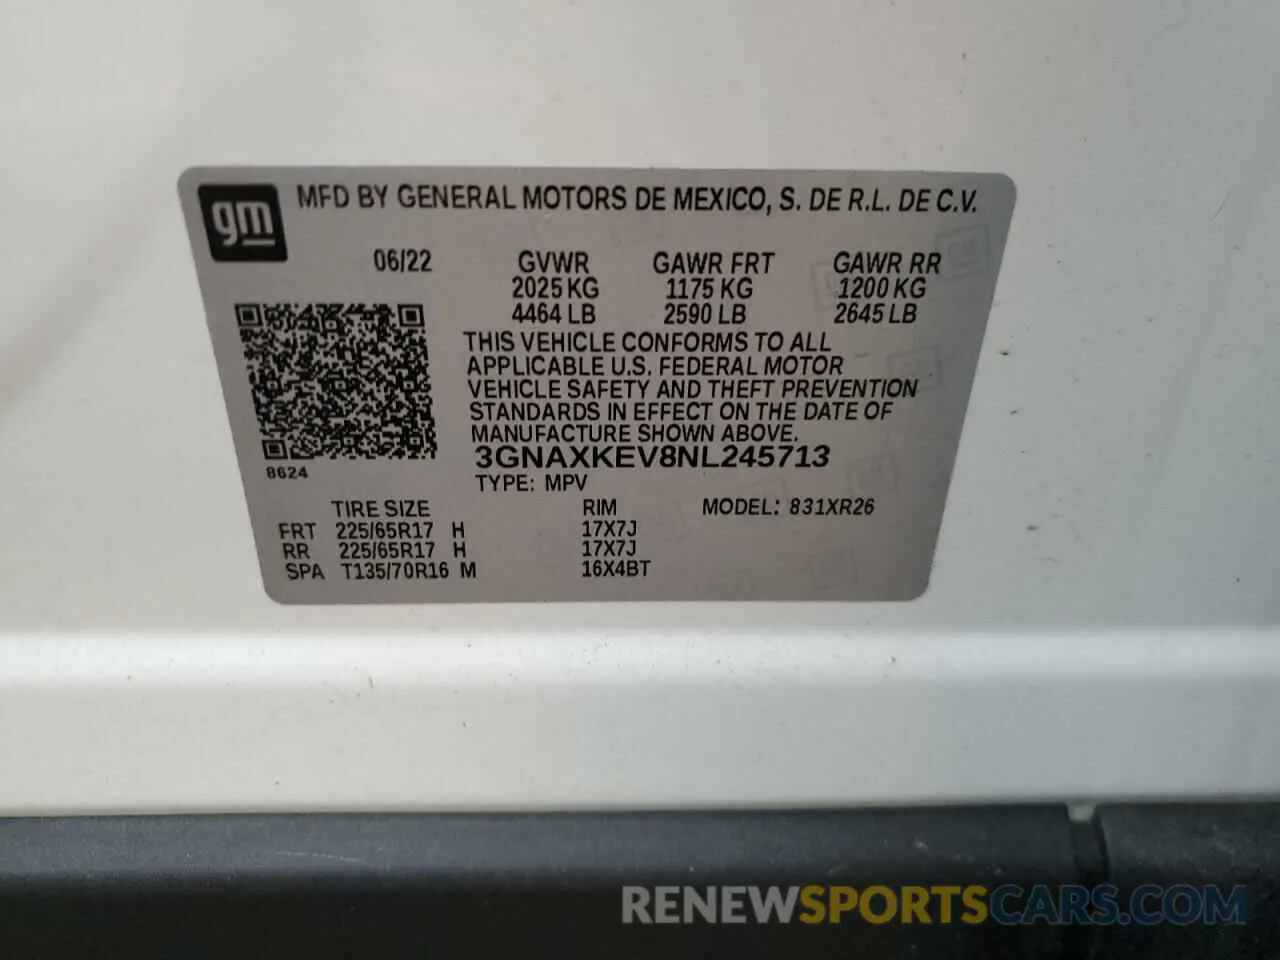 gm MFD BY GENERAL MOTORS DE MEXICO, S. DE R.L. DE C.V.
06/22 GVWR GAWR FRT GAWR RR
2025 KG 1175 KG 1200 KG
4464 LB 2590 LB 2645 LB
THIS VEHICLE CONFORMS TO ALL
APPLICABLE U.S. FEDERAL MOTOR
VEHICLE SAFETY AND THEFT PREVENTION
STANDARDS IN EFFECT ON THE DATE OF
MANUFACTURE SHOWN ABOVE.
3GNAXKEV8NL245713
8624
TYPE: MPV
TIRE SIZE RIM MODEL: 831XR26
FRT 225/65R17 H 17X7J
RR 225/65R17 H 17X7J
SPA T135/70R16 M 16X4BT
RENEWSPORTSCARS.COM